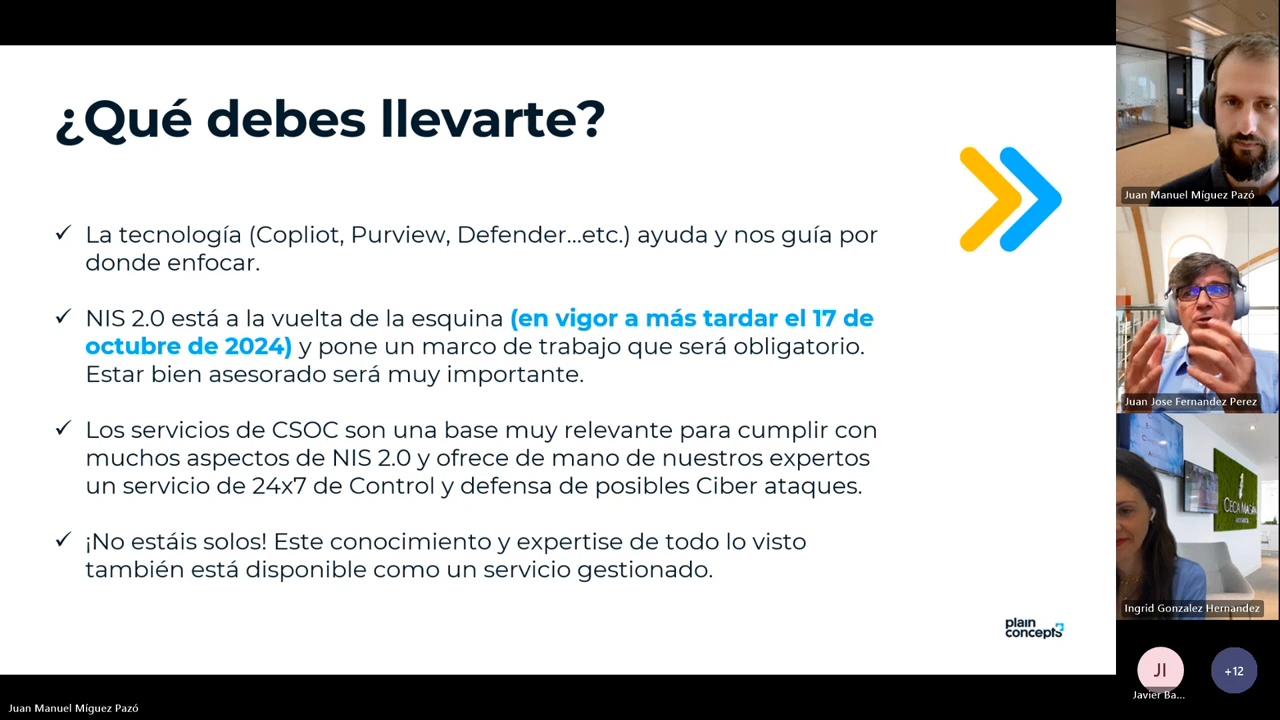 ¿Qué debes llevarte?
✓ La tecnología (Copliot, Purview, Defender...etc.) ayuda y nos guía por
donde enfocar.
✓ NIS 2.0 está a la vuelta de la esquina (en vigor a más tardar el 17 de
octubre de 2024) y pone un marco de trabajo que será obligatorio.
Estar bien asesorado será muy importante.
✓ Los servicios de CSOC son una base muy relevante para cumplir con
muchos aspectos de NIS 2.0 y ofrece de mano de nuestros expertos
un servicio de 24x7 de Control y defensa de posibles Ciber ataques.
✓ ¡No estáis solos! Este conocimiento y expertise de todo lo visto
también está disponible como un servicio gestionado.
plain
concepts
Juan Manuel Míguez Pazó
Juan Manuel Míguez Pazó
Juan Jose Fernandez Perez
CECA MAGÁN
Ingrid Gonzalez Hernandez
JI
+12
Javier Ba...